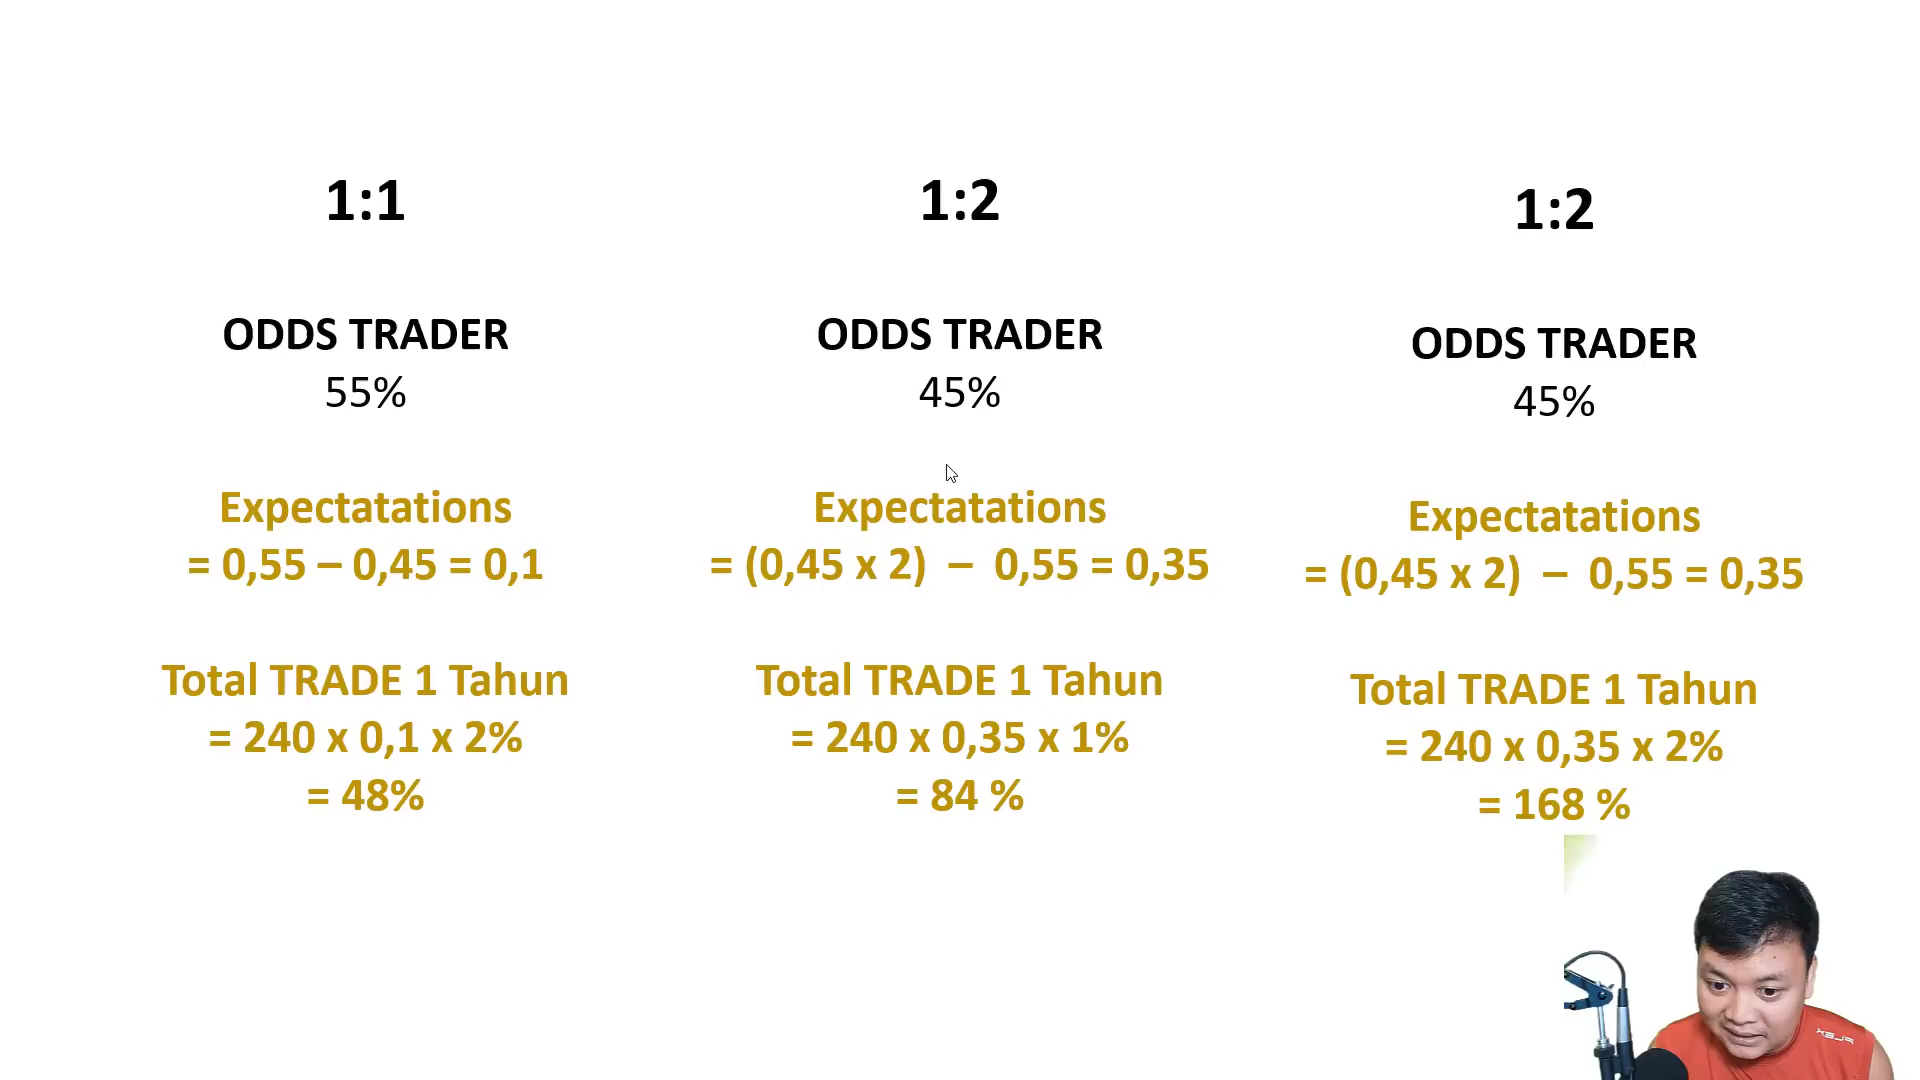 1:1
ODDS TRADER
55%
Expectatations
= 0,55 – 0,45 = 0,1
Total TRADE 1 Tahun
= 240 x 0,1 x 2%
= 48%
1:2
ODDS TRADER
45%
Expectatations
= (0,45 x 2) – 0,55 = 0,35
Total TRADE 1 Tahun
= 240 x 0,35 x 1%
= 84 %
1:2
ODDS TRADER
45%
Expectatations
= (0,45 x 2) – 0,55 = 0,35
Total TRADE 1 Tahun
= 240 x 0,35 x 2%
= 168 %